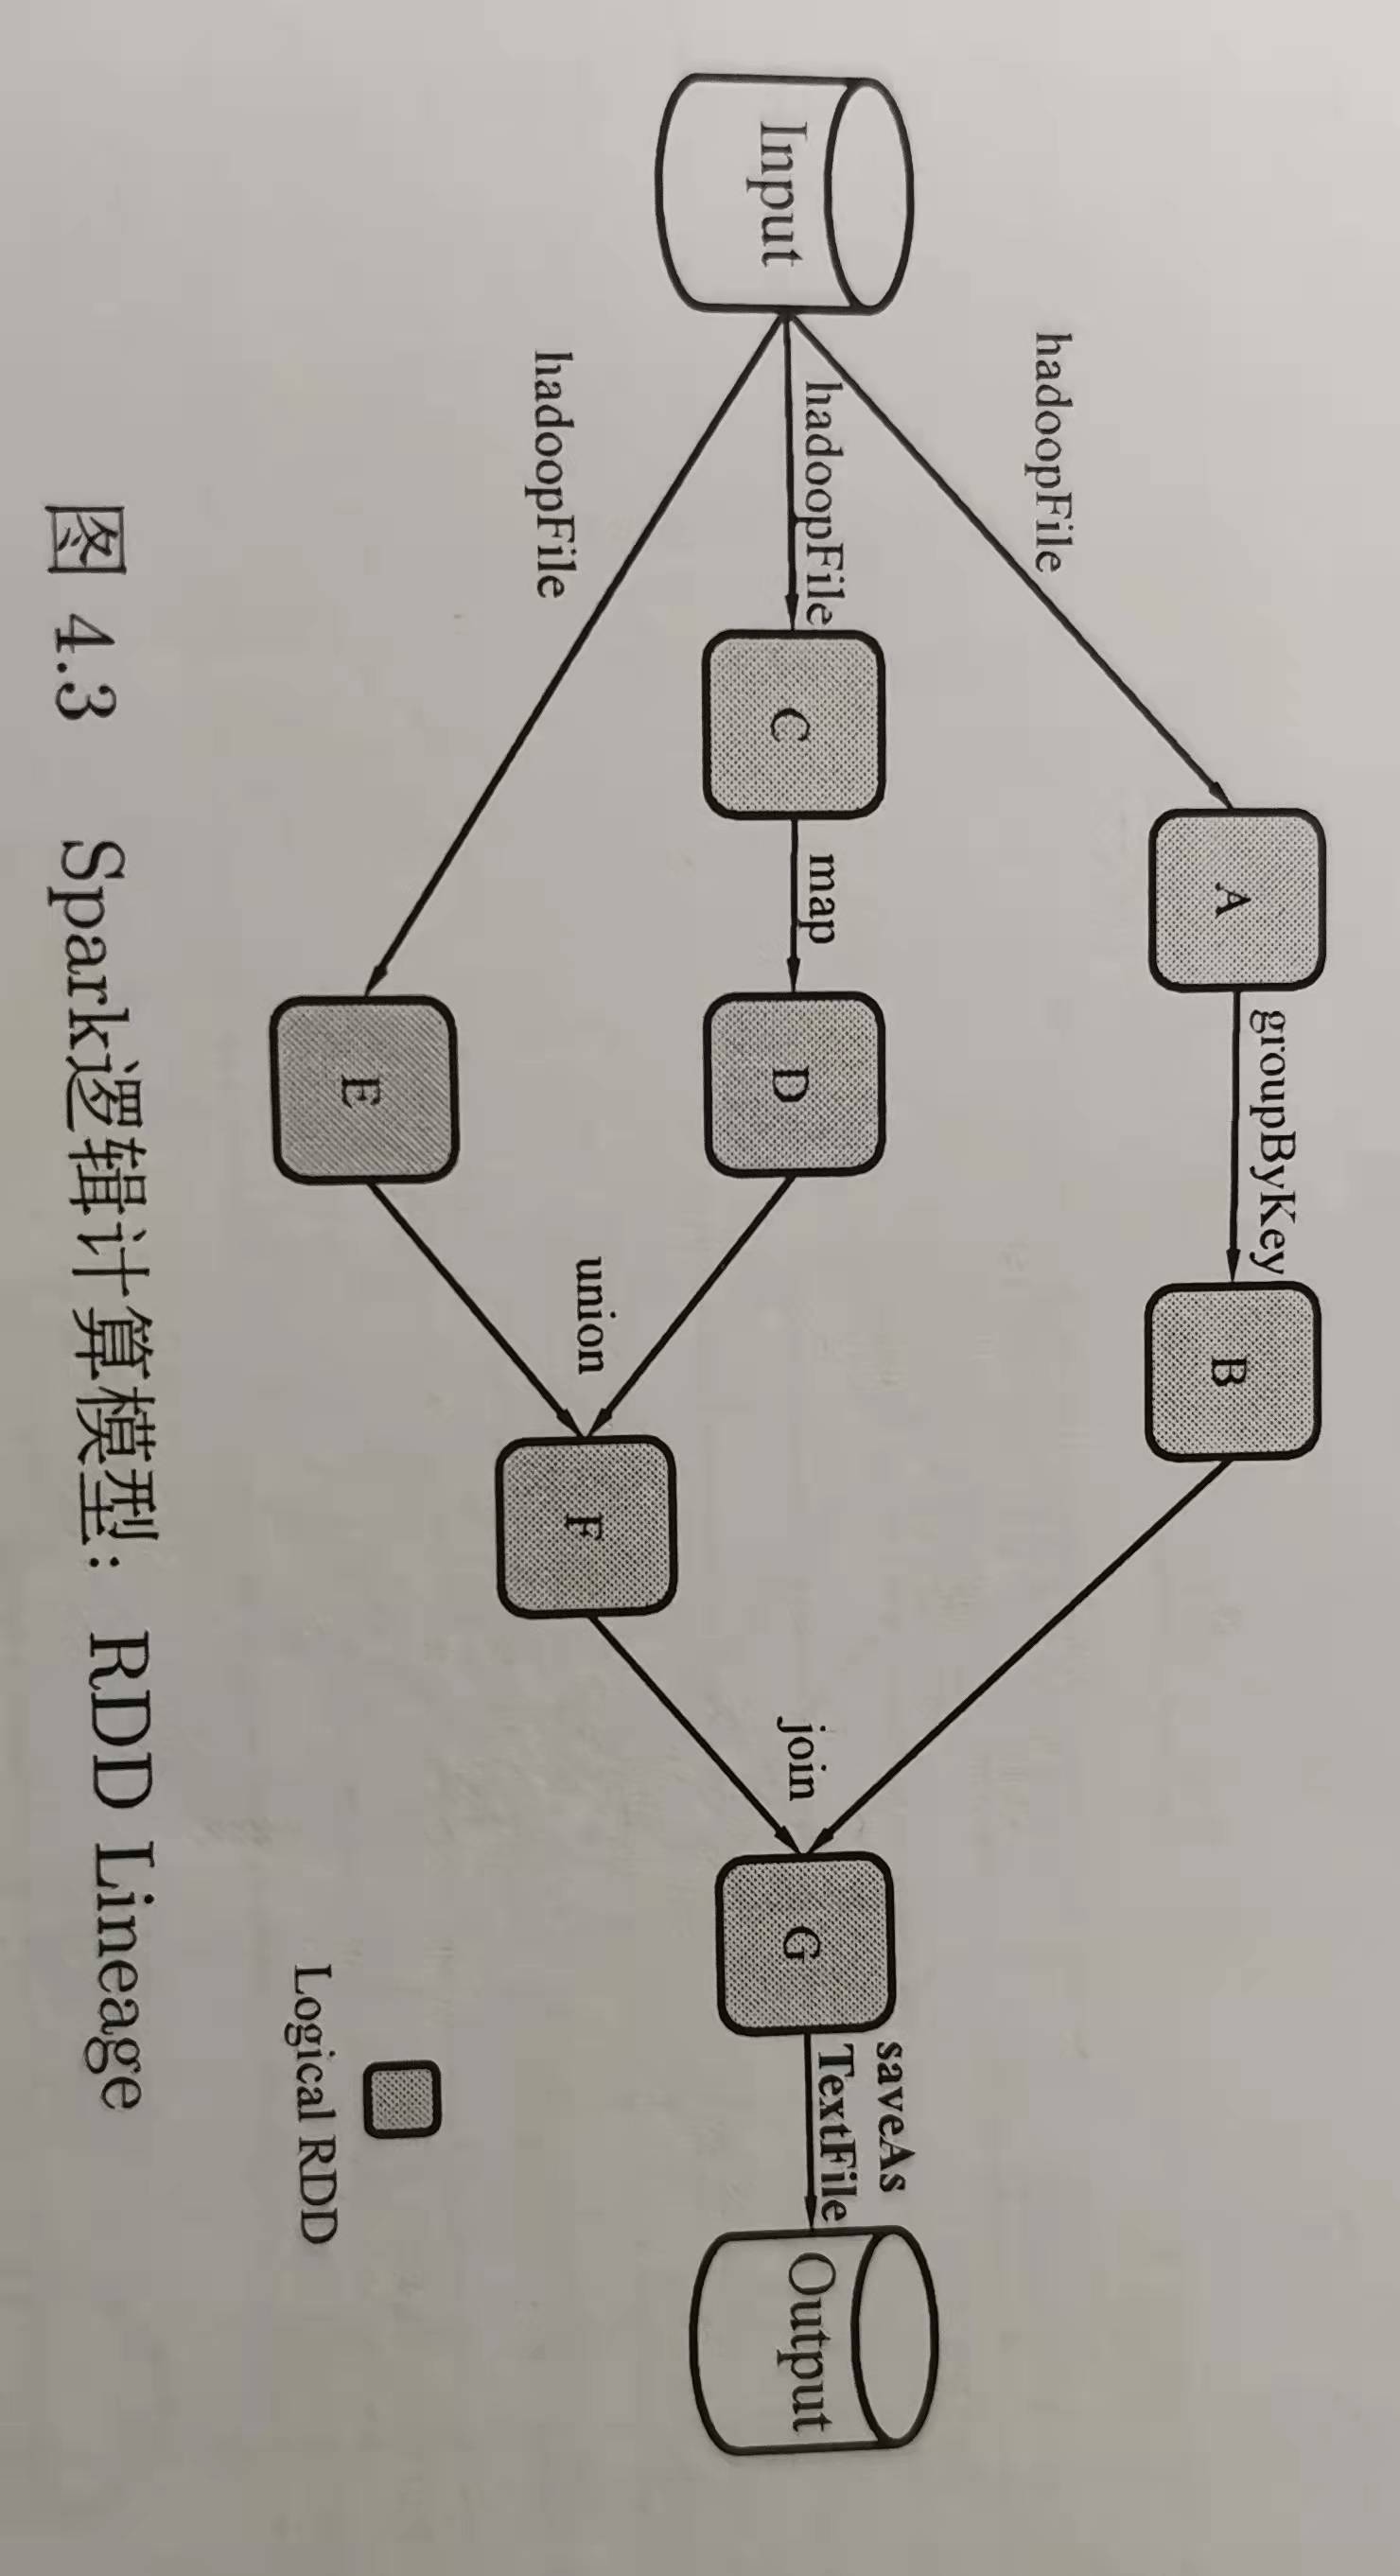 A
groupByKey
B
hadoopFile
Input
hadoopFile
C
map
D
join
G
saveAs
TextFile
Output
union
F
hadoopFile
E
Logical RDD
图 4.3 Spark逻辑计算模型：RDD Lineage